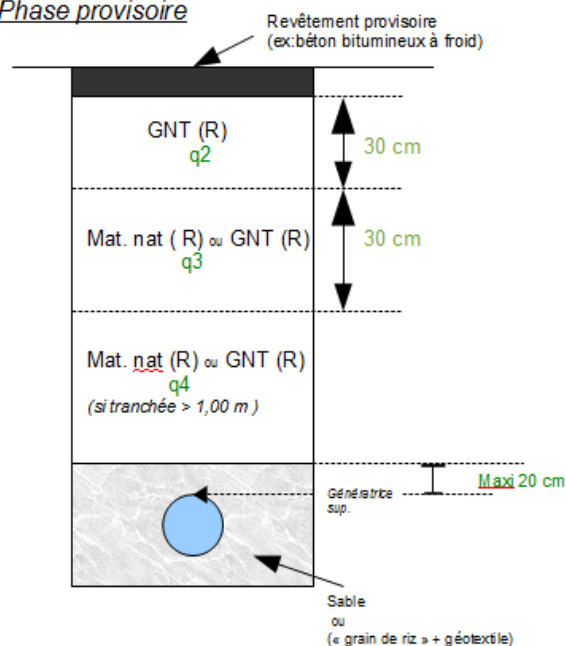 Phase provisoire
Revêtement provisoire
(ex:béton bitumineux à froid)
GNT (R)
q2
30 cm
Mat. nat ( R) ou GNT (R)
q3
30 cm
Mat. nat (R) ou GNT (R)
q4
(si tranchée > 1,00 m )
Maxi 20 cm
Génératrice
sup.
Sable
ou
(« grain de riz » + géotextile)